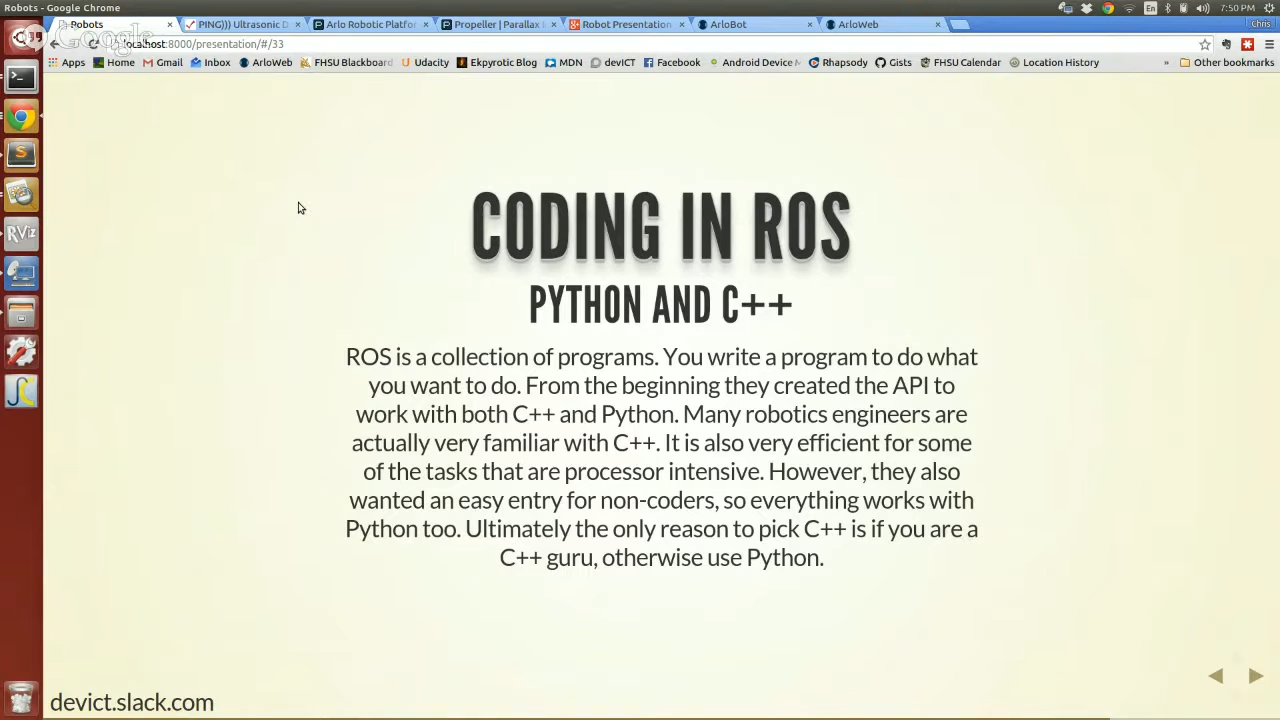 Robots - Google Chrome
En
7:50 PM
Robots
PING))) Ultrasonic D
Arlo Robotic Platfor
Propeller | Parallax I
Robot Presentation
ArloBot
ArloWeb
Chris
Google
localhost:8000/presentation/#/33
Apps
Home
Gmail
Inbox
ArloWeb
FHSU Blackboard
Udacity
Ekpyrotic Blog
MDN
devICT
Facebook
Android Device M
Rhapsody
Gists
FHSU Calendar
Location History
»
Other bookmarks
S
RViz
CODING IN ROS
PYTHON AND C++
ROS is a collection of programs. You write a program to do what
you want to do. From the beginning they created the API to
work with both C++ and Python. Many robotics engineers are
actually very familiar with C++. It is also very efficient for some
of the tasks that are processor intensive. However, they also
wanted an easy entry for non-coders, so everything works with
Python too. Ultimately the only reason to pick C++ is if you are a
C++ guru, otherwise use Python.
devict.slack.com